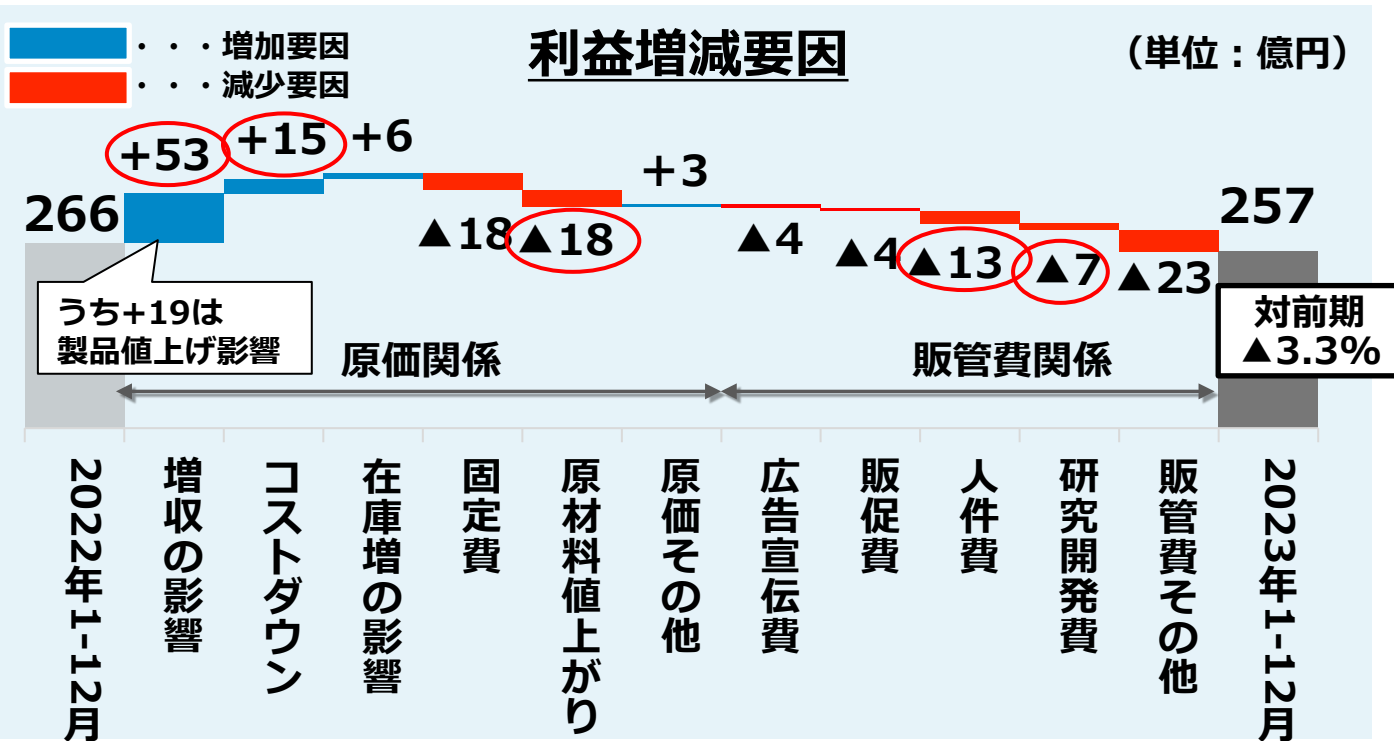 利益増減要因
(単位:億円)
・・・増加要因
・・・減少要因
266
+53
+15
+6
▲18
▲18
+3
▲4
▲4
▲13
▲7
▲23
257
うち+19は
製品値上げ影響
対前期
▲3.3%
原価関係
販管費関係
2022年1-12月
増収の影響
コストダウン
在庫増の影響
固定費
原材料値上がり
原価その他
広告宣伝費
販促費
人件費
研究開発費
販管費その他
2023年1-12月